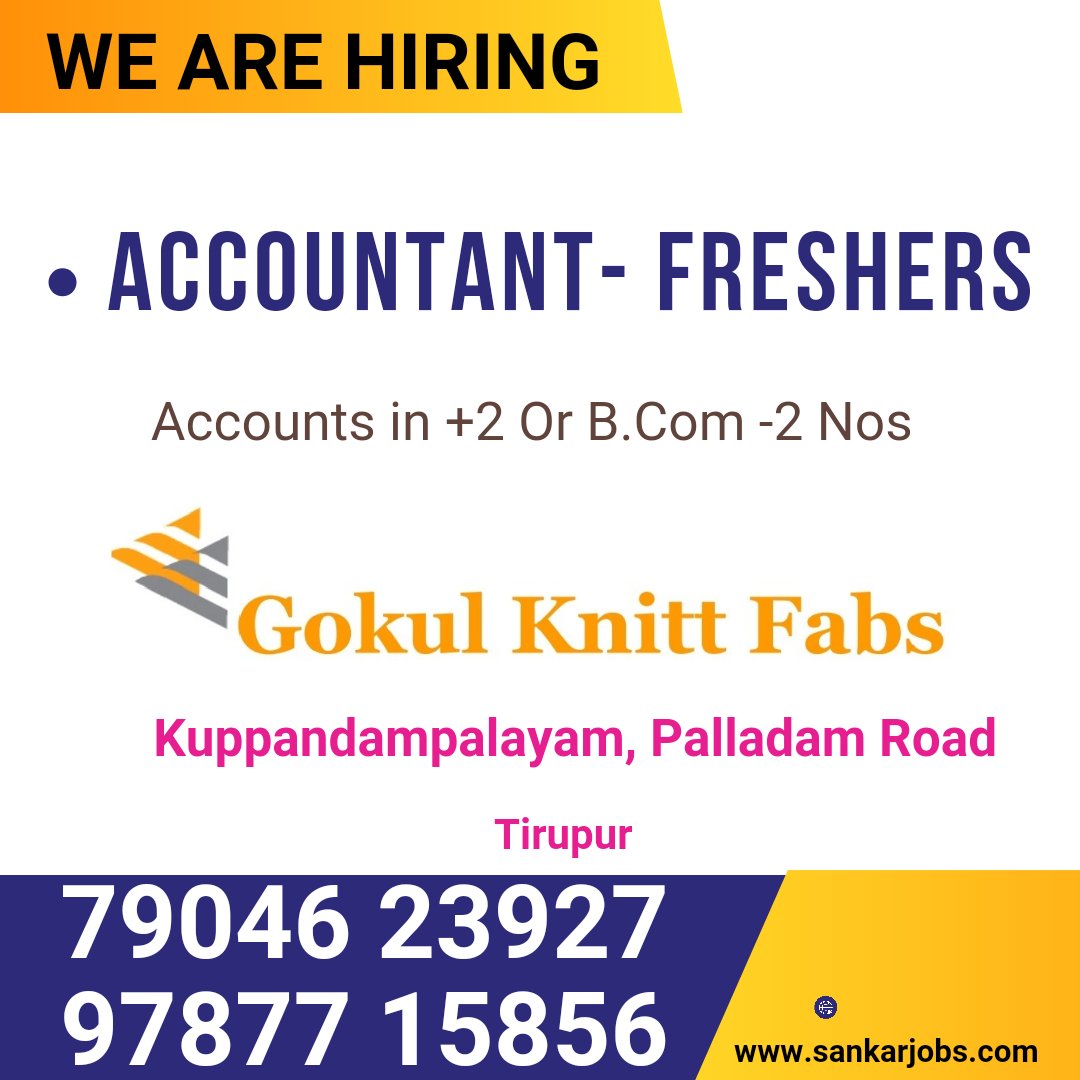 WE ARE HIRING
• ACCOUNTANT- FRESHERS
Accounts in +2 Or B.Com -2 Nos
Gokul Knitt Fabs
Kuppandampalayam, Palladam Road
Tirupur
79046 23927
97877 15856
www.sankarjobs.com